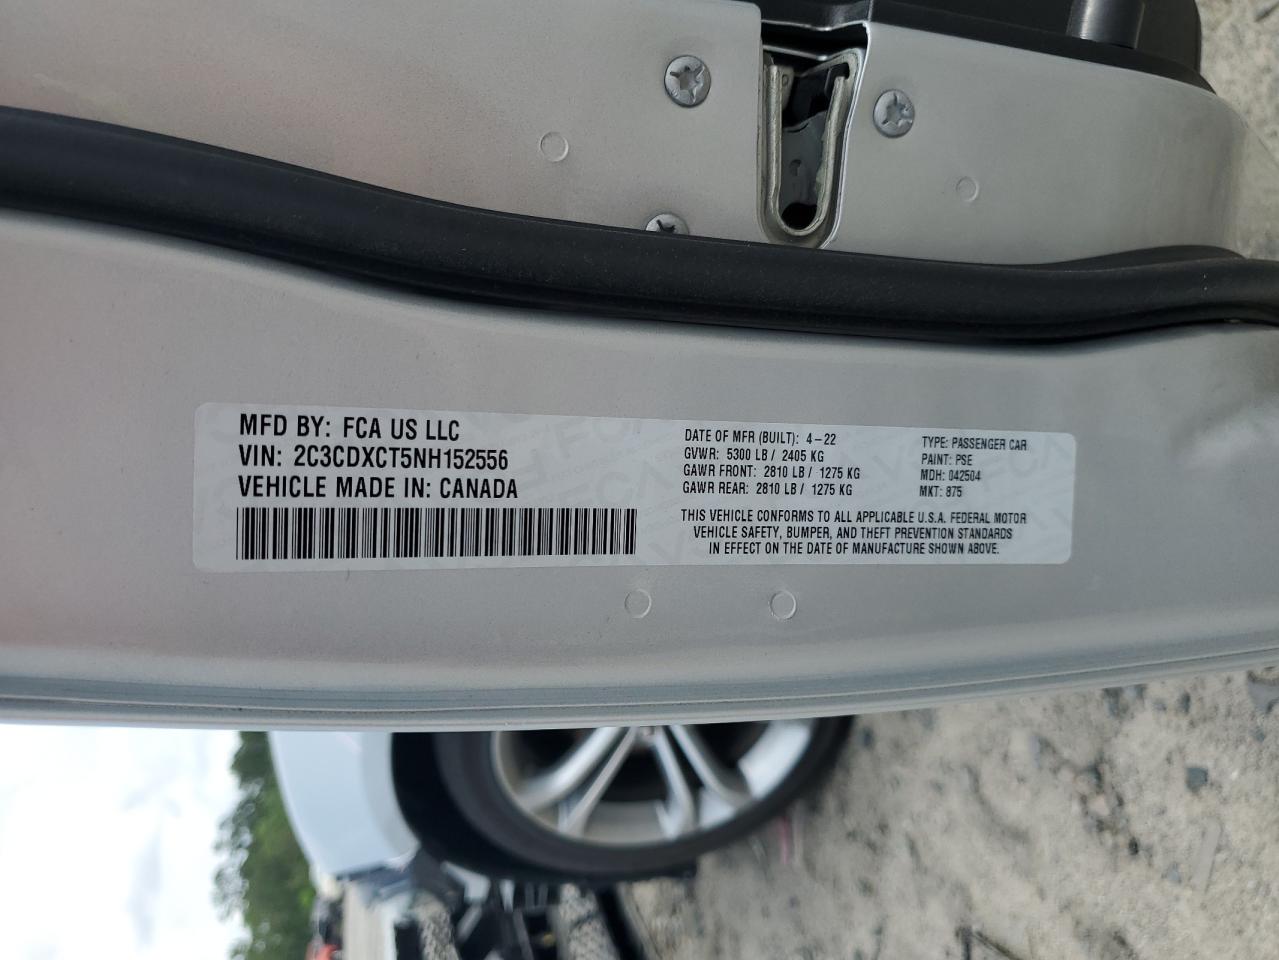 MFD BY: FCA US LLC
VIN: 2C3CDXCT5NH152556
VEHICLE MADE IN: CANADA
DATE OF MFR (BUILT): 4-22
GVWR: 5300 LB / 2405 KG
GAWR FRONT: 2810 LB / 1275 KG
GAWR REAR: 2810 LB / 1275 KG
TYPE: PASSENGER CAR
PAINT: PSE
MDH: 042504
MKT: 875
THIS VEHICLE CONFORMS TO ALL APPLICABLE U.S.A. FEDERAL MOTOR
VEHICLE SAFETY, BUMPER, AND THEFT PREVENTION STANDARDS
IN EFFECT ON THE DATE OF MANUFACTURE SHOWN ABOVE.